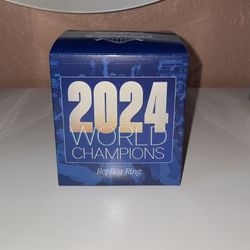 2024
WORLD
CHAMPIONS
Replica Ring